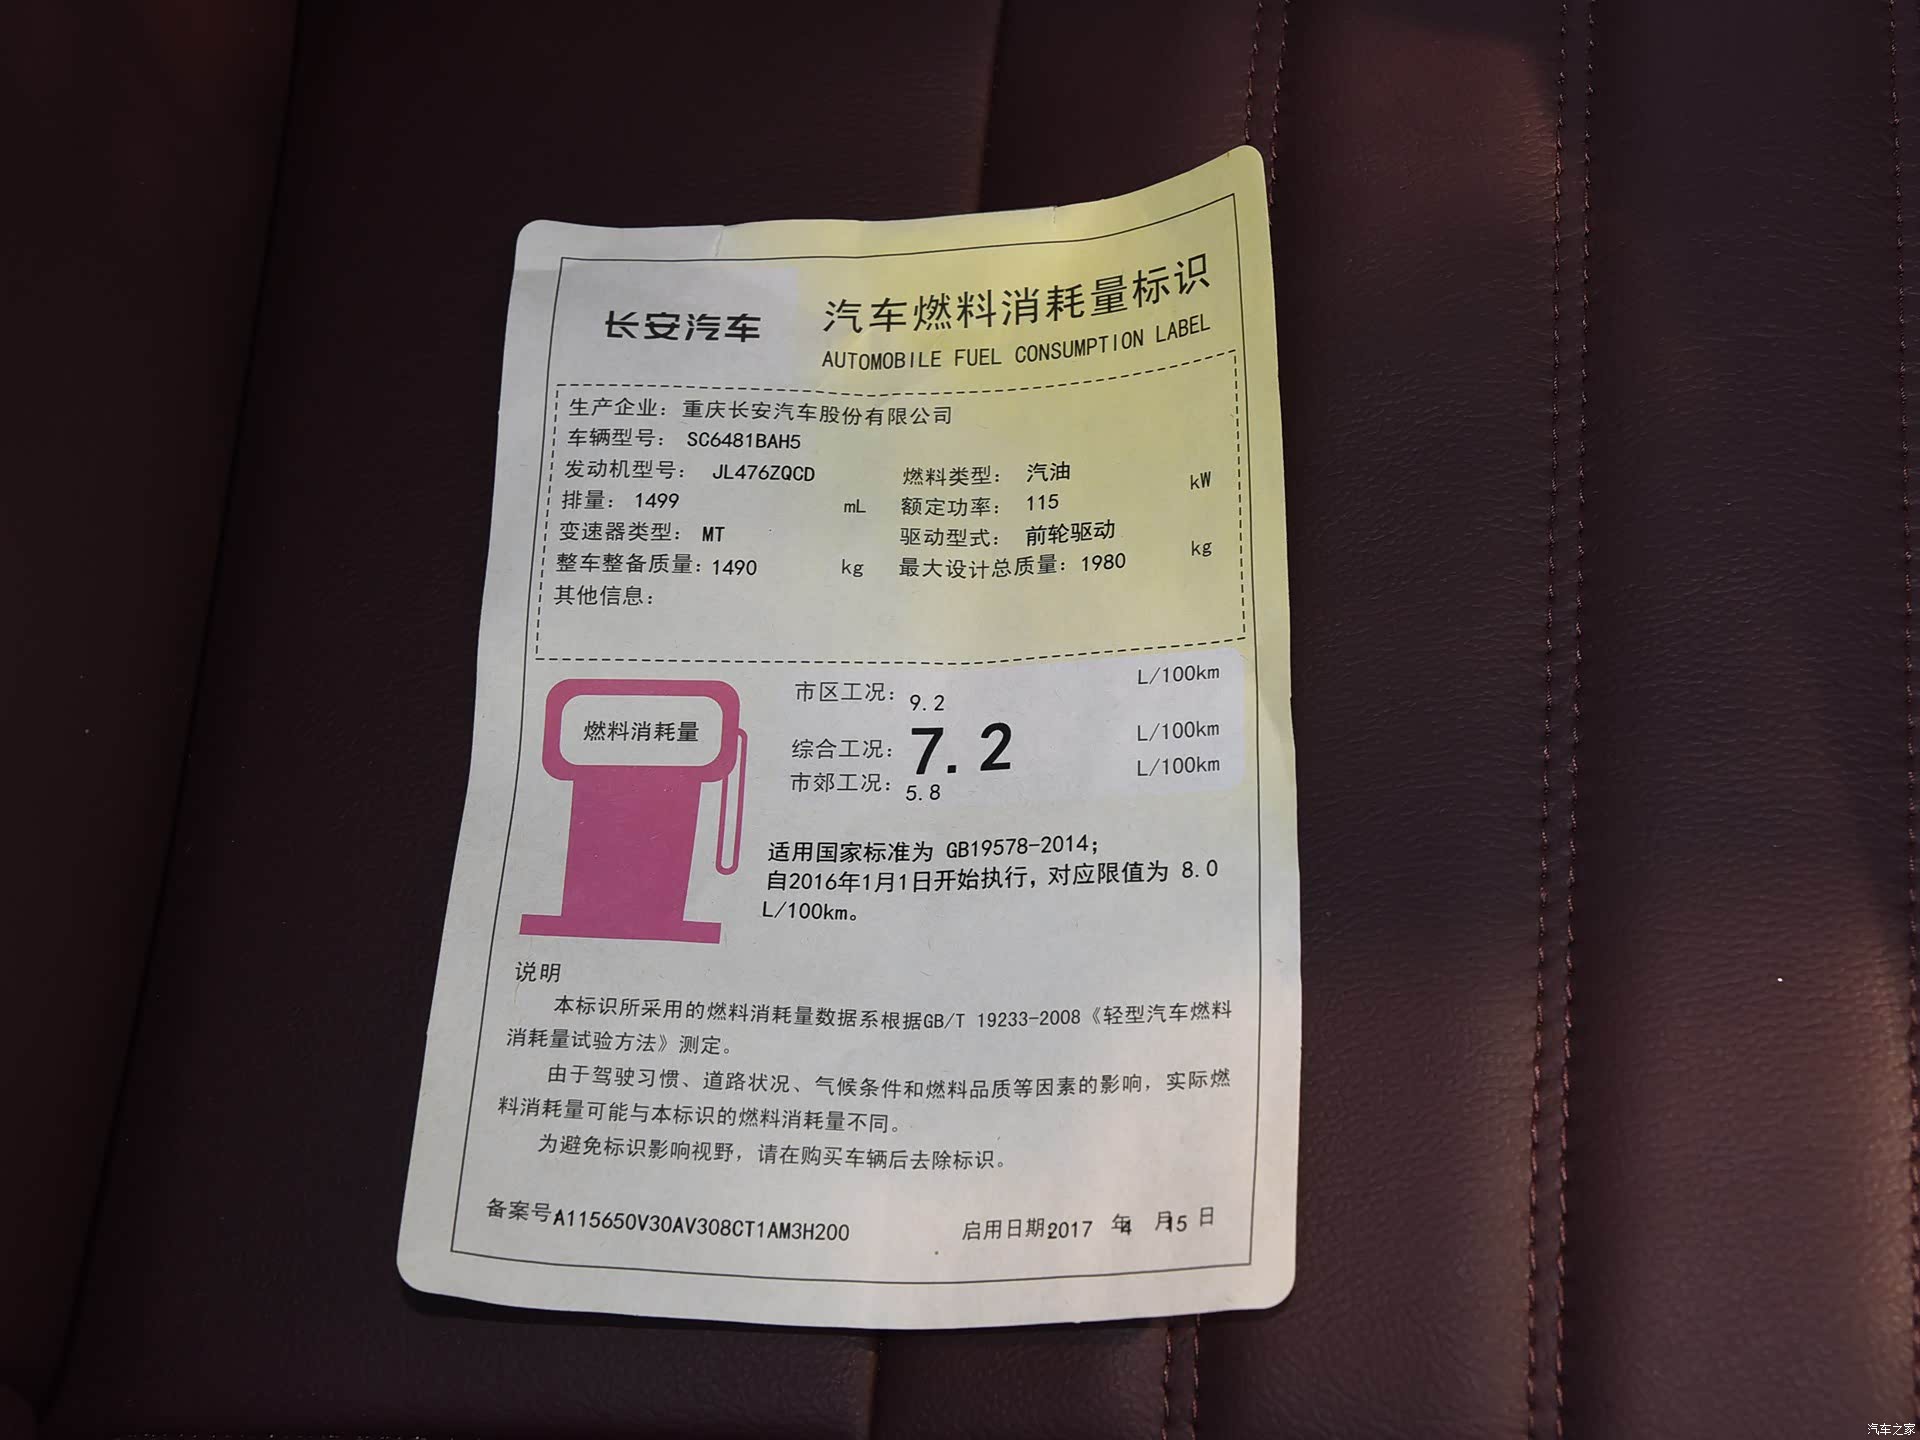 长安汽车
汽车燃料消耗量标识
AUTOMOBILE FUEL CONSUMPTION LABEL
生产企业：重庆长安汽车股份有限公司
车辆型号：SC6481BAH5
发动机型号：JL476ZQCD 燃料类型：汽油
排量：1499 mL 额定功率：115 kW
变速器类型：MT 驱动型式：前轮驱动
整车整备质量：1490 kg 最大设计总质量：1980 kg
其他信息：
燃料消耗量
市区工况：9.2 L/100km
综合工况：7.2 L/100km
市郊工况：5.8 L/100km
适用国家标准为 GB19578-2014；
自2016年1月1日开始执行，对应限值为 8.0
L/100km。
说明
本标识所采用的燃料消耗量数据系根据GB/T 19233-2008《轻型汽车燃料
消耗量试验方法》测定。
由于驾驶习惯、道路状况、气候条件和燃料品质等因素的影响，实际燃
料消耗量可能与本标识的燃料消耗量不同。
为避免标识影响视野，请在购买车辆后去除标识。
备案号A115650V30AV308CT1AM3H200 启用日期：2017 年4 月15 日
汽车之家